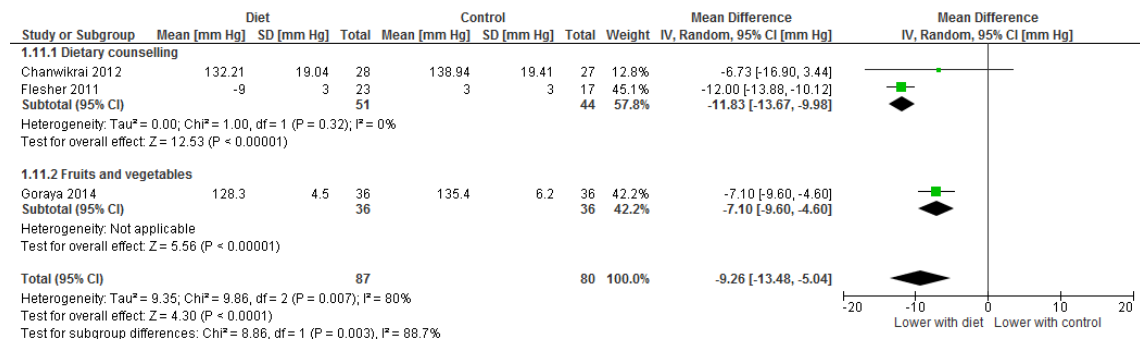 Diet Control Mean Difference Mean Difference
Study or Subgroup Mean [mm Hg] SD [mm Hg] Total Mean [mm Hg] SD [mm Hg] Total Weight IV, Random, 95% CI [mm Hg] IV, Random, 95% CI [mm Hg]
1.11.1 Dietary counselling
Chanwikrai 2012 132.21 19.04 28 138.94 19.41 27 12.8% -6.73 [-16.90, 3.44]
Flesher 2011 -9 3 23 3 3 17 45.1% -12.00 [-13.88, -10.12]
Subtotal (95% CI) 51 44 57.8% -11.83 [-13.67, -9.98]
Heterogeneity: Tau² = 0.00; Chi² = 1.00, df = 1 (P = 0.32); I² = 0%
Test for overall effect: Z = 12.53 (P < 0.00001)
1.11.2 Fruits and vegetables
Goraya 2014 128.3 4.5 36 135.4 6.2 36 42.2% -7.10 [-9.60, -4.60]
Subtotal (95% CI) 36 36 42.2% -7.10 [-9.60, -4.60]
Heterogeneity: Not applicable
Test for overall effect: Z = 5.56 (P < 0.00001)
Total (95% CI) 87 80 100.0% -9.26 [-13.48, -5.04]
Heterogeneity: Tau² = 9.35; Chi² = 9.86, df = 2 (P = 0.007); I² = 80%
Test for overall effect: Z = 4.30 (P < 0.0001)
Test for subgroup differences: Chi² = 8.86, df = 1 (P = 0.003), I² = 88.7%
-20 -10 0 10 20
Lower with diet Lower with control